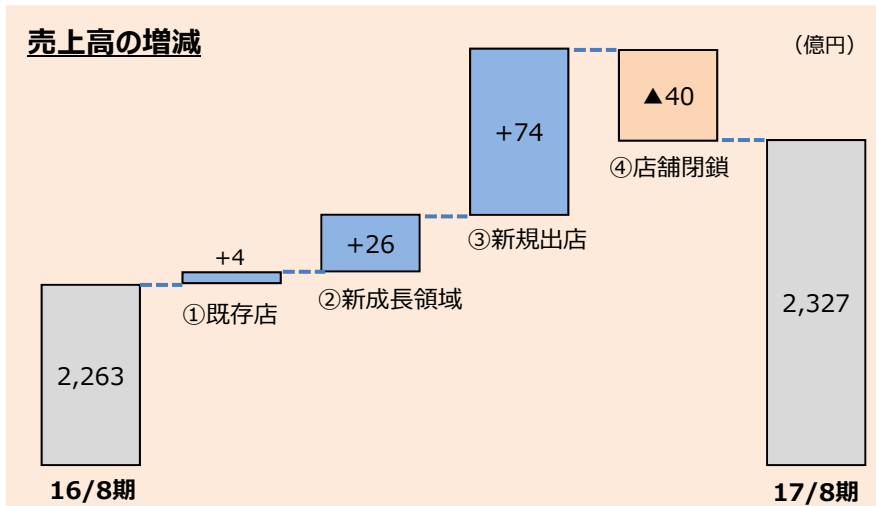 売上高の増減
（億円）
+74
▲40
④店舗閉鎖
③新規出店
+26
②新成長領域
+4
①既存店
2,263
2,327
16/8期
17/8期